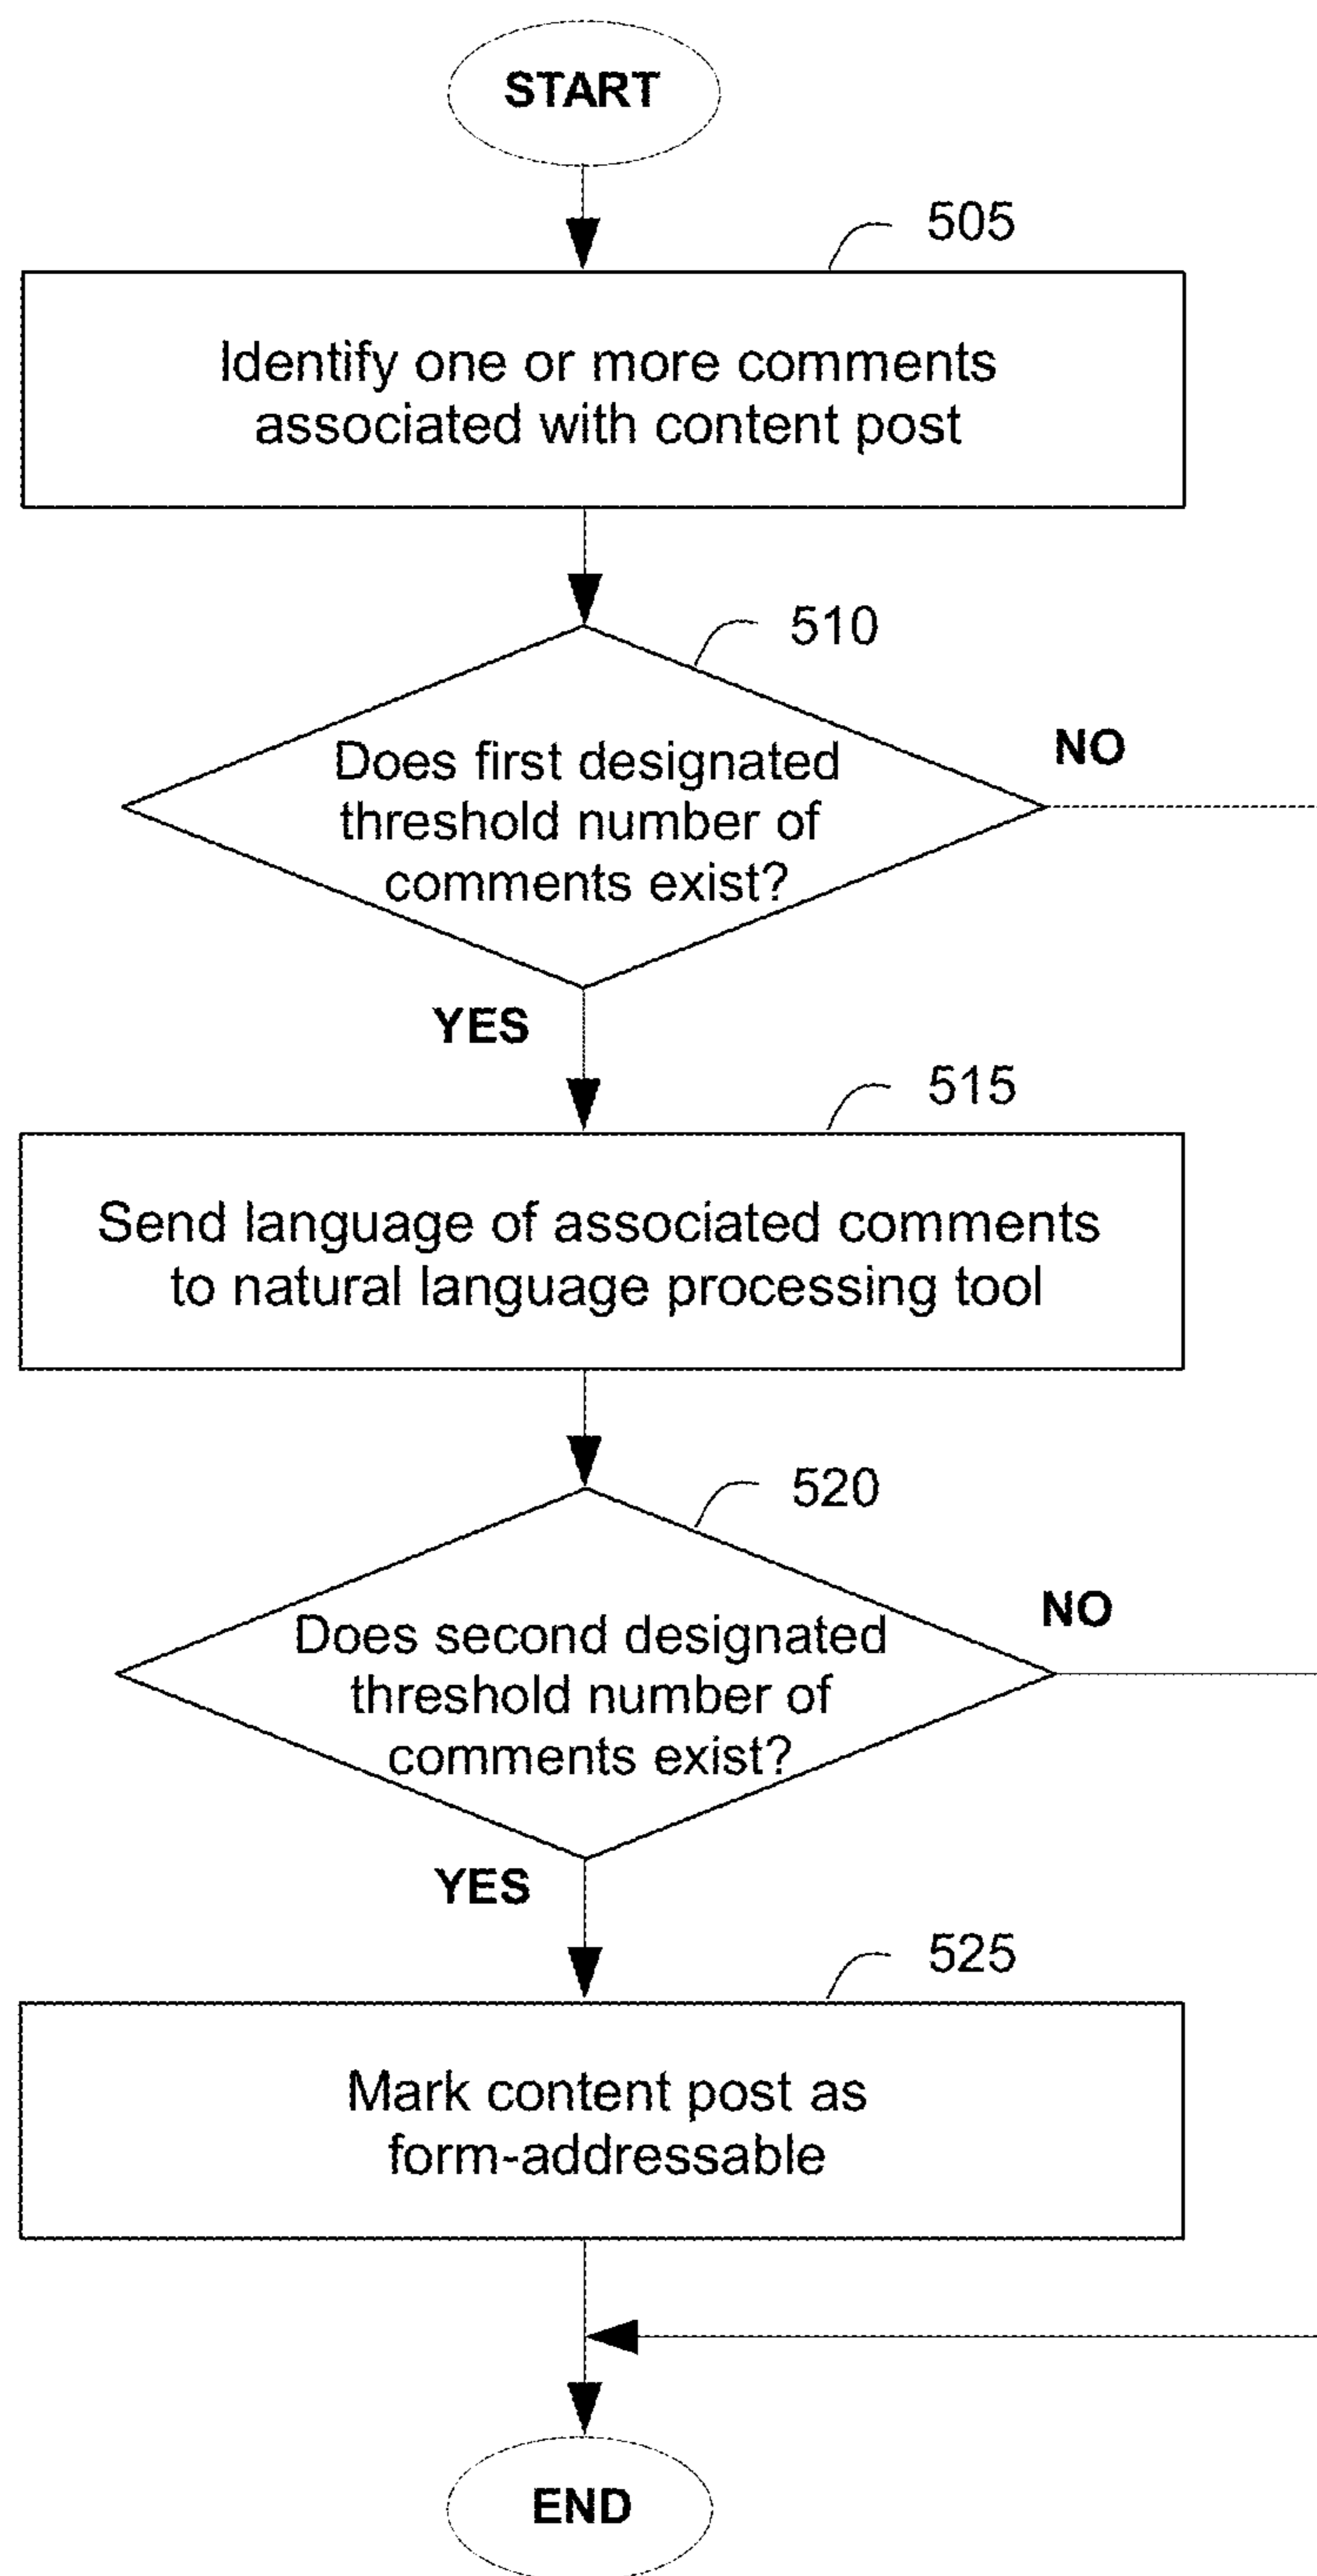 START
505
Identify one or more comments
associated with content post
510
Does first designated
threshold number of
comments exist?
NO
YES
515
Send language of associated comments
to natural language processing tool
520
Does second designated
threshold number of
comments exist?
NO
YES
525
Mark content post as
form-addressable
END